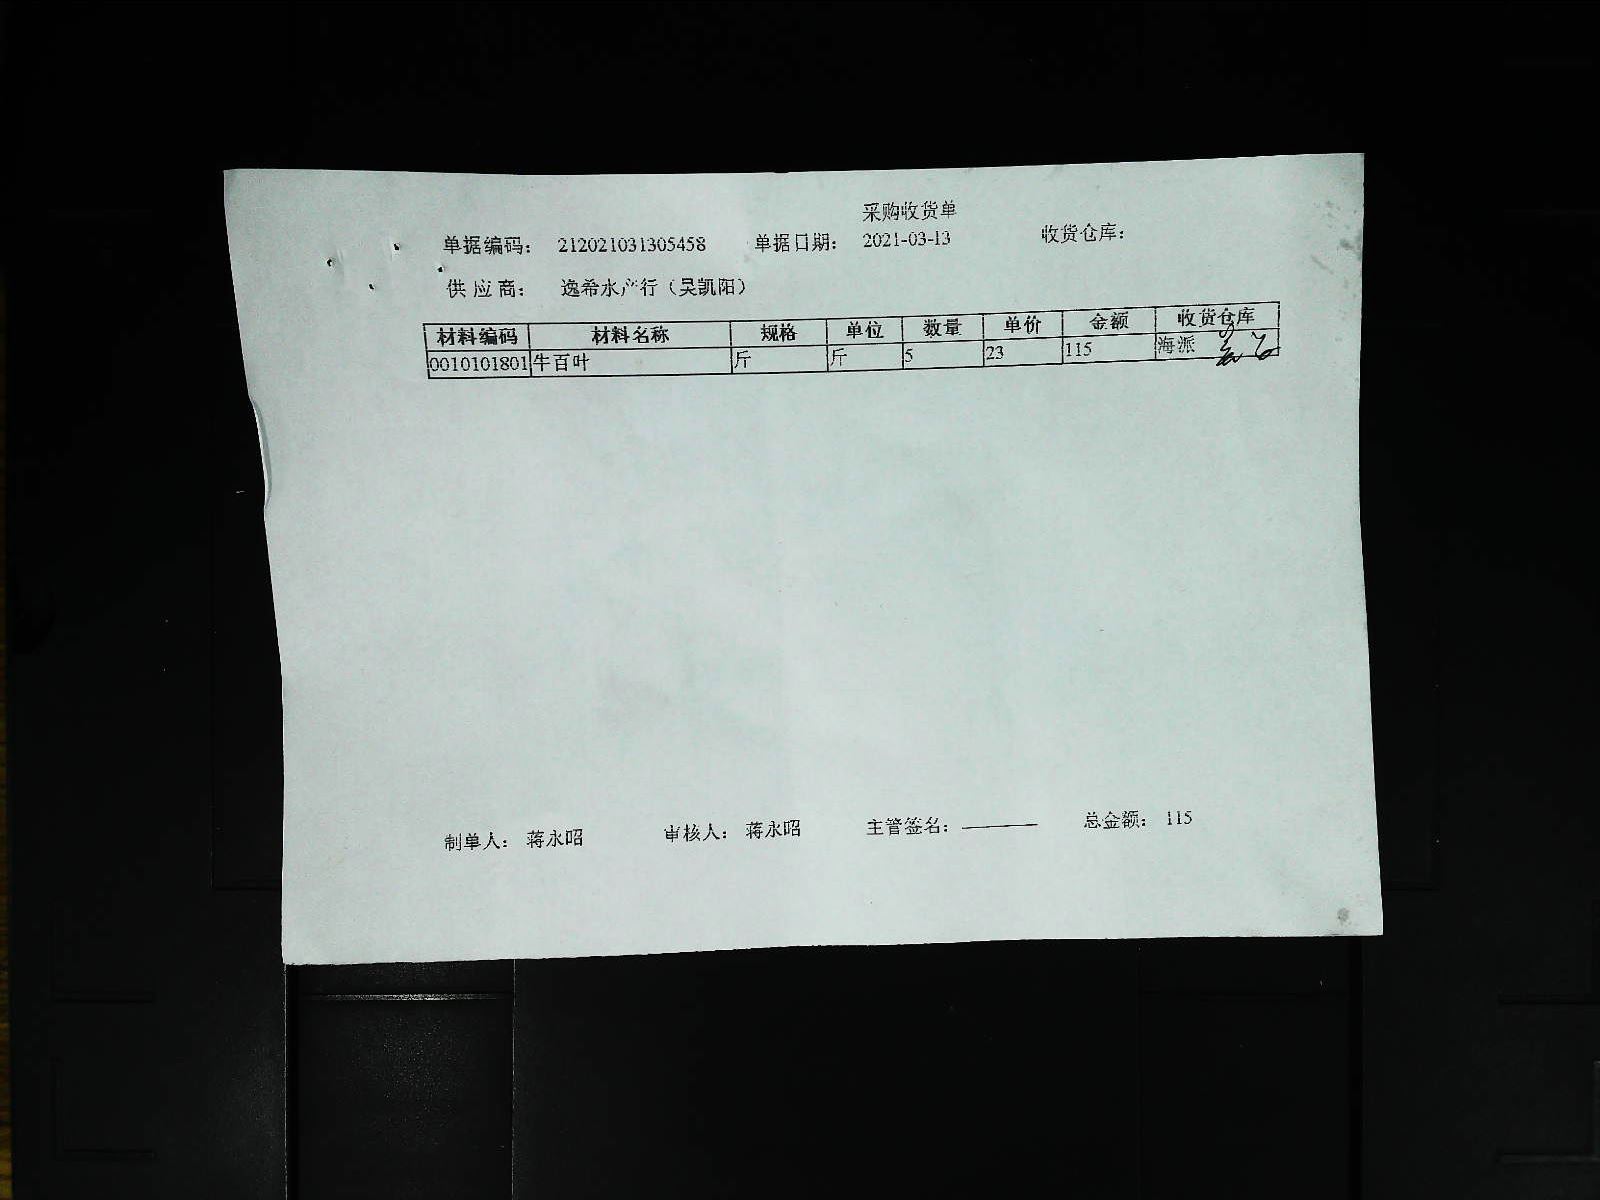 采购收货单
单据编码： 212021031305458 单据日期： 2021-03-13 收货仓库：
供 应 商： 逸希水产行（吴凯阳）
材料编码 材料名称 规格 单位 数量 单价 金额 收货仓库
0010101801 牛百叶 斤 斤 5 23 115 海派
制单人： 蒋永昭 审核人： 蒋永昭 主管签名： 总金额： 115